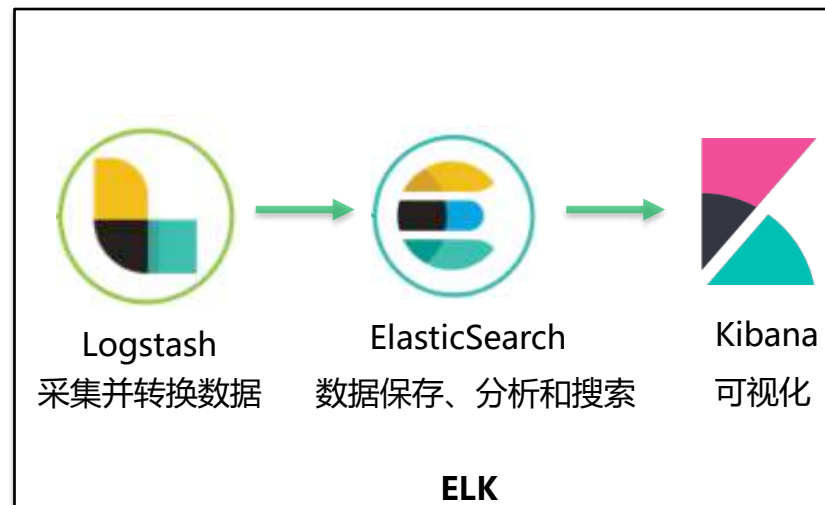 Logstash
采集并转换数据
ElasticSearch
数据保存、分析和搜索
Kibana
可视化
ELK